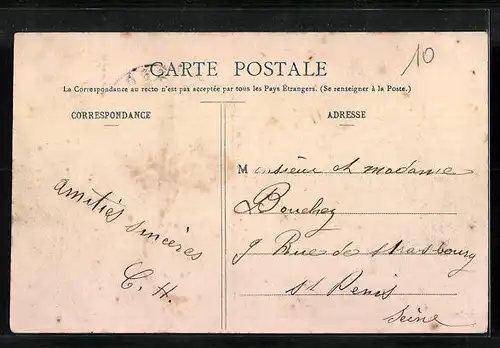 10
CARTE POSTALE
La Correspondance au recto n'est pas acceptée par tous les Pays Étrangers. (Se renseigner à la Poste.)
CORRESPONDANCE
ADRESSE
Amitiés sincères
C. H.
Monsieur et madame
Bouchez
9 Rue de strasbourg
St Denis
Seine